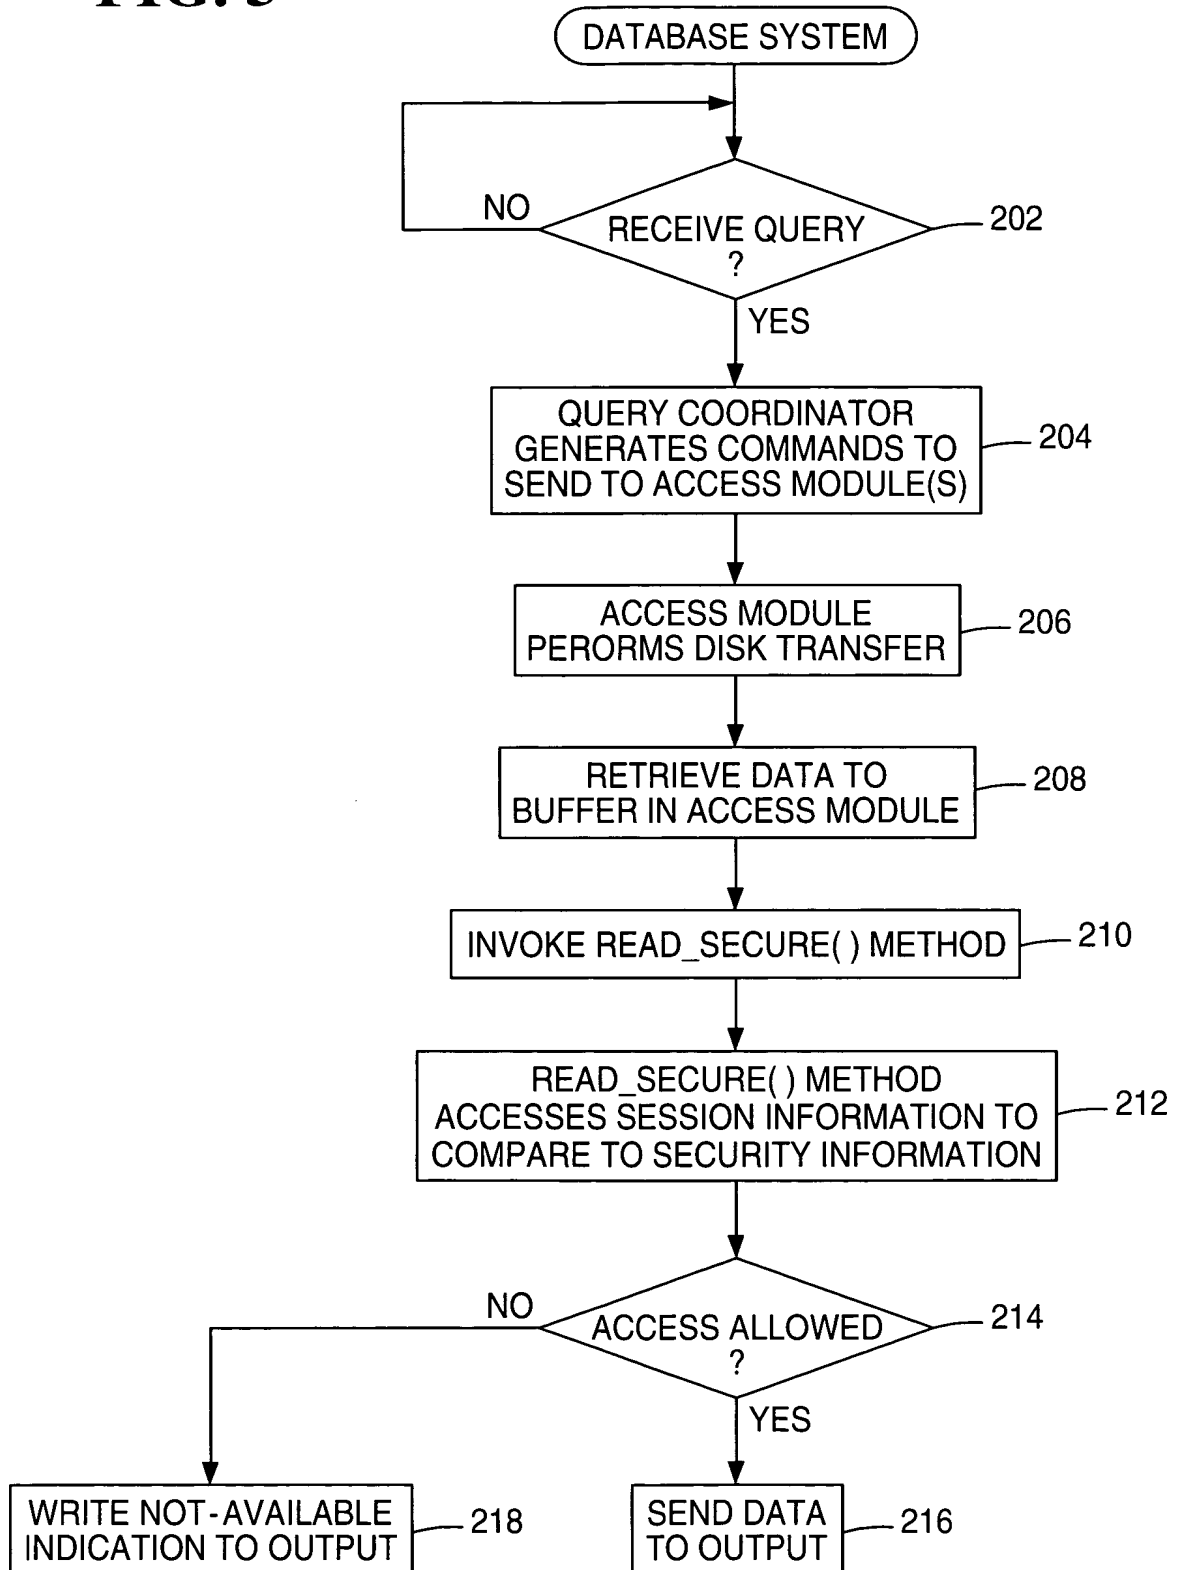 DATABASE SYSTEM
NO
RECEIVE QUERY
?
202
YES
QUERY COORDINATOR
GENERATES COMMANDS TO
SEND TO ACCESS MODULE(S)
204
ACCESS MODULE
PERORMS DISK TRANSFER
206
RETRIEVE DATA TO
BUFFER IN ACCESS MODULE
208
INVOKE READ_SECURE( ) METHOD
210
READ_SECURE( ) METHOD
ACCESSES SESSION INFORMATION TO
COMPARE TO SECURITY INFORMATION
212
NO
ACCESS ALLOWED
?
214
YES
WRITE NOT-AVAILABLE
INDICATION TO OUTPUT
218
SEND DATA
TO OUTPUT
216